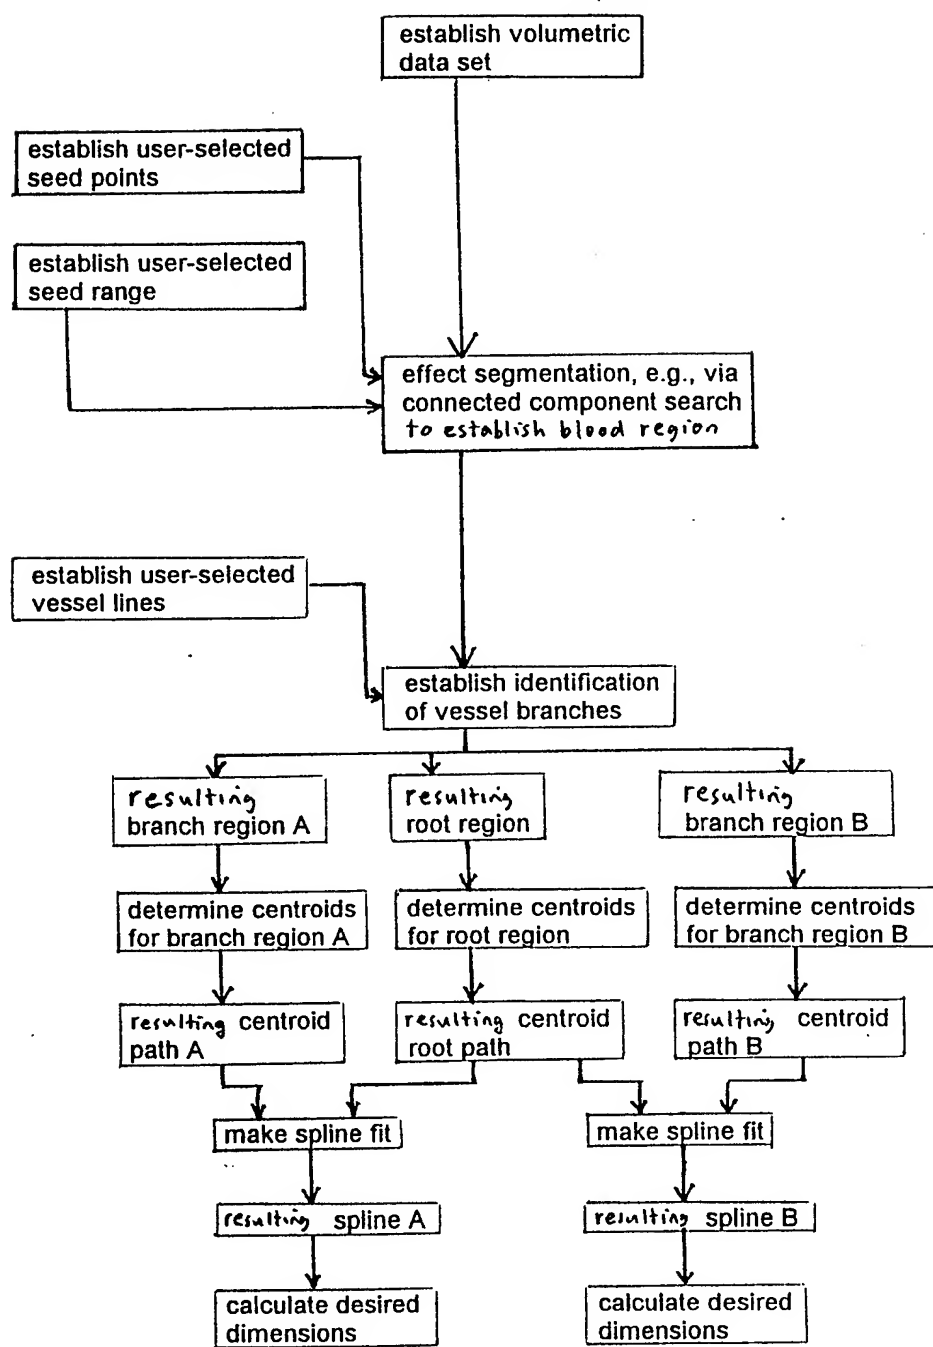 establish volumetric
data set
establish user-selected
seed points
establish user-selected
seed range
effect segmentation, e.g., via
connected component search
to establish blood region
establish user-selected
vessel lines
establish identification
of vessel branches
resulting
branch region A
resulting
root region
resulting
branch region B
determine centroids
for branch region A
determine centroids
for root region
determine centroids
for branch region B
resulting centroid
path A
resulting centroid
root path
resulting centroid
path B
make spline fit
make spline fit
resulting spline A
resulting spline B
calculate desired
dimensions
calculate desired
dimensions